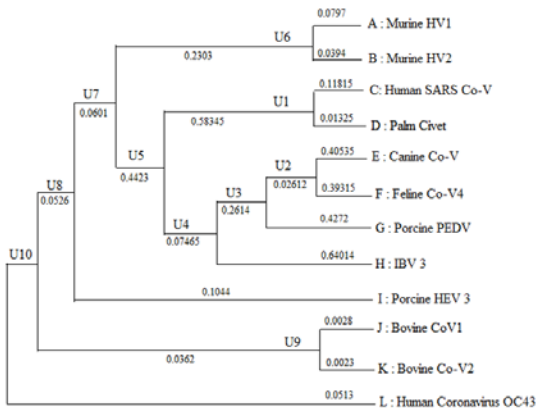 0.0797
A : Murine HV1
U6
0.2303
0.0394
B : Murine HV2
U7
0.0601
0.11815
C: Human SARS Co-V
U1
0.58345
0.01325
D : Palm Civet
U5
0.4423
0.40535
E : Canine Co-V
U2
0.02612
0.39315
F : Feline Co-V4
U3
0.2614
0.4272
G : Porcine PEDV
U4
0.07465
0.64014
H : IBV 3
U8
0.0526
0.1044
I : Porcine HEV 3
U10
0.0028
J : Bovine CoV1
U9
0.0362
0.0023
K : Bovine Co-V2
0.0513
L : Human Coronavirus OC43